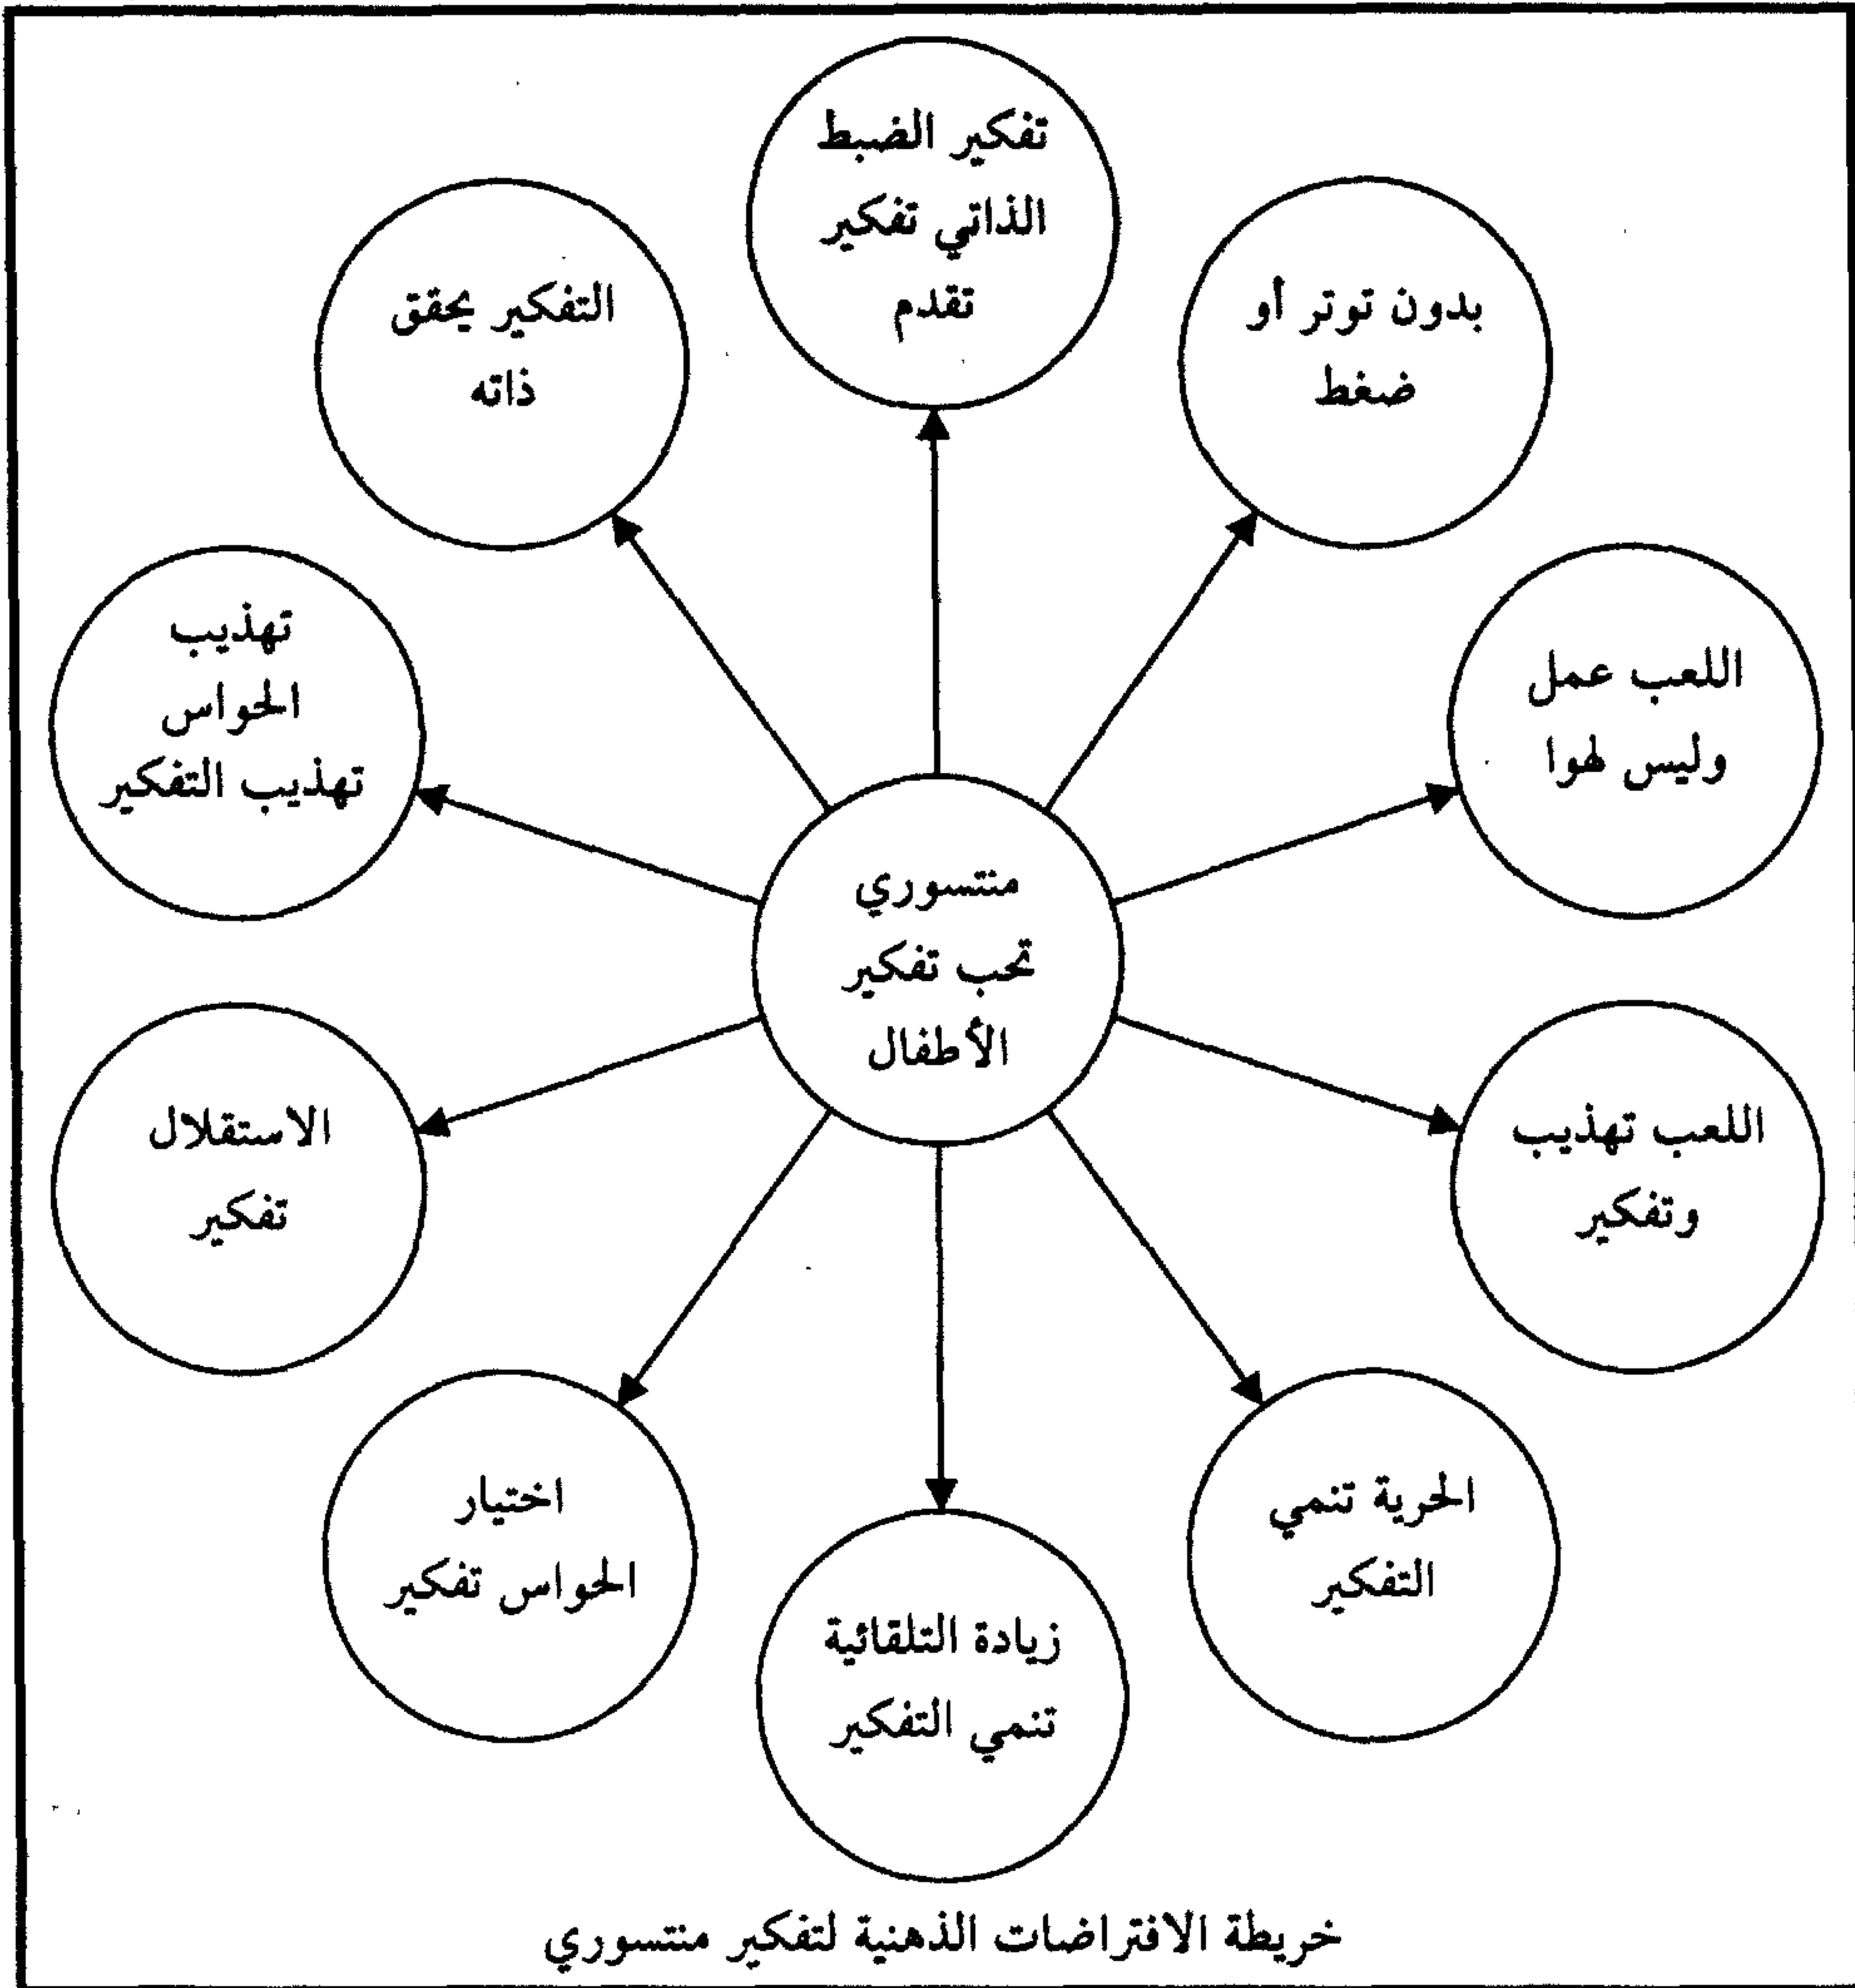 تفكير الضبط
الذاتي تفكير
تقدم
بدون توتر أو
ضغط
التفكير يحقق
ذاته
اللعب عمل
وليس لهوا
تهذيب
الحواس
تهذيب التفكير
منتسوري
تحب تفكير
الأطفال
اللعب تهذيب
وتفكير
الاستقلال
تفكير
الحرية تنمي
التفكير
اختيار
الحواس تفكير
زيادة التلقائية
تنمي التفكير
خريطة الافتراضات الذهنية لتفكير منتسوري